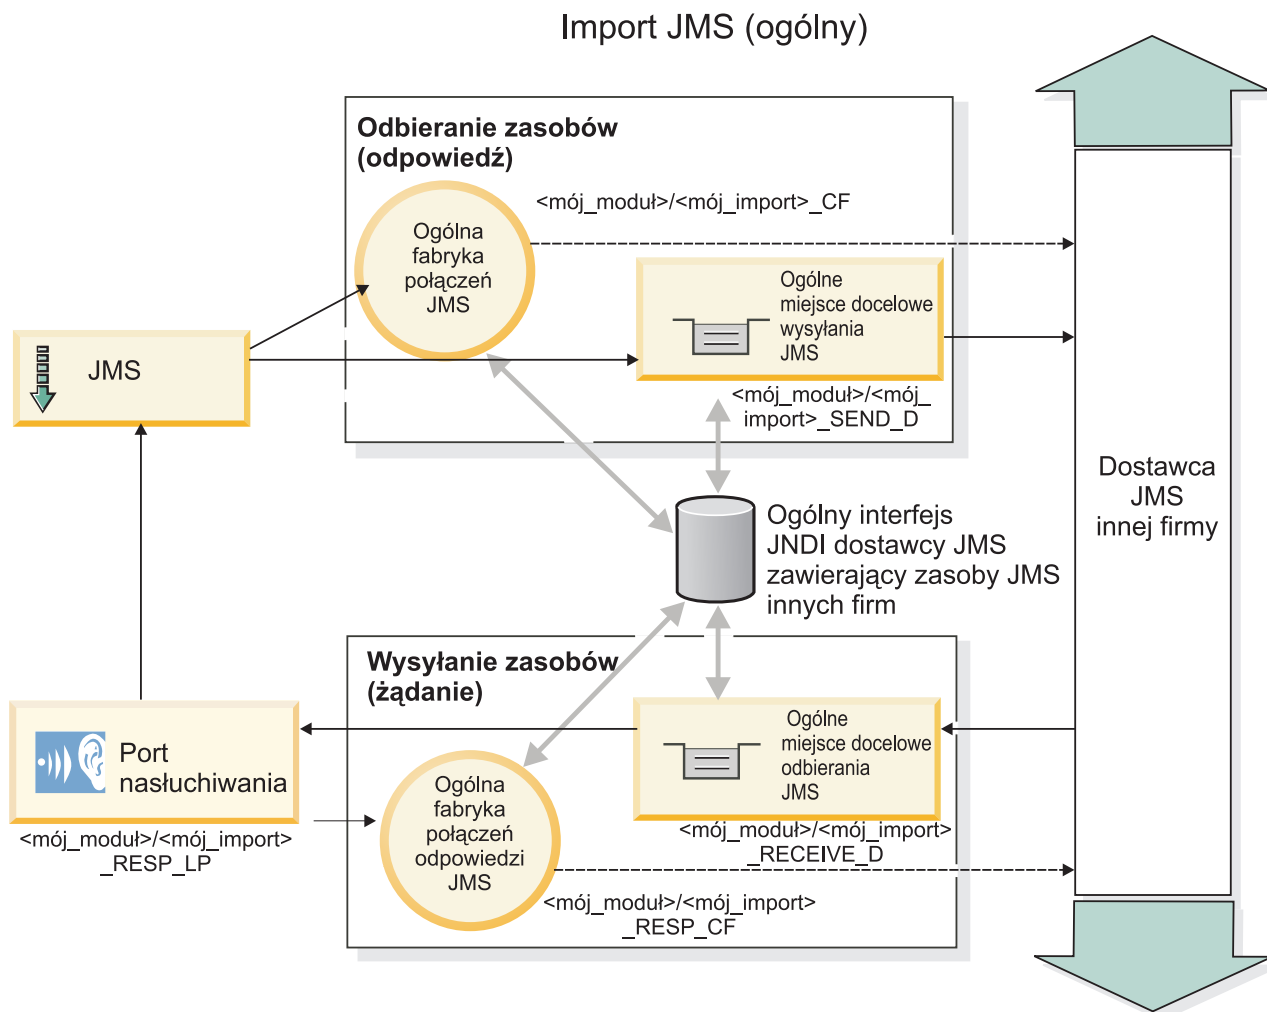 Import JMS (ogólny)
Odbieranie zasobów
(odpowiedź)
<mój_moduł>/<mój_import>_CF
Ogólna
fabryka
połączeń
JMS
Ogólne
miejsce docelowe
wysyłania
JMS
JMS
<mój_moduł>/<mój_
import>_SEND_D
Dostawca
JMS
innej firmy
Ogólny interfejs
JNDI dostawcy JMS
zawierający zasoby JMS
innych firm
Wysyłanie zasobów
(żądanie)
Ogólne
miejsce docelowe
odbierania
JMS
Port
nasłuchiwania
Ogólna
fabryka
połączeń
odpowiedzi
JMS
<mój_moduł>/<mój_import>
_RESP_LP
<mój_moduł>/<mój_import>
_RECEIVE_D
<mój_moduł>/<mój_import>
_RESP_CF